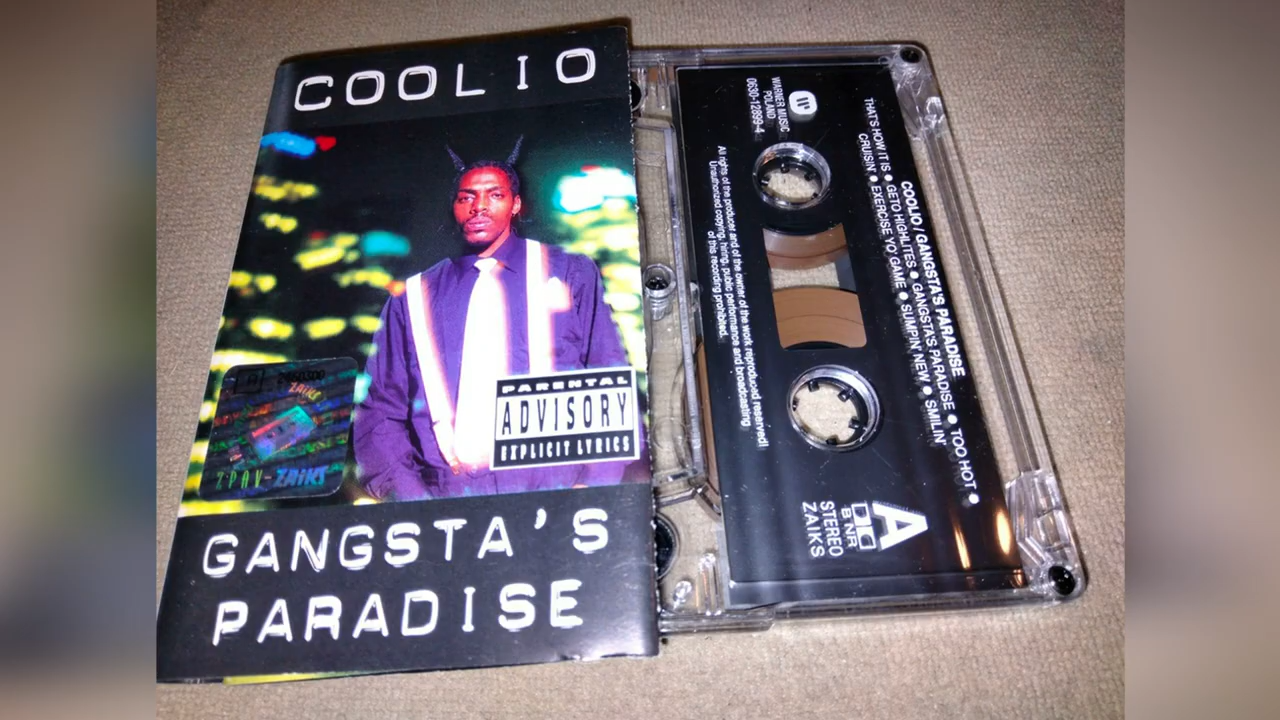 COOLIO
ZAiKS
ZPAV-ZAiKS
PARENTAL
ADVISORY
EXPLICIT LYRICS
GANGSTA'S
PARADISE
COOLIO / GANGSTA'S PARADISE
THAT'S HOW IT IS ● GETO HIGHLITES ● GANGSTA'S PARADISE ● TOO HOT ●
CRUISIN' ● EXERCISE YO' GAME ● SUMPIN' NEW ● SMILIN'
W
WARNER MUSIC
POLAND
0630-12899-4
All rights of the producer and of the owner of the work reproduced reserved!
Unauthorized copying, hiring, public performance and broadcasting
of this recording prohibited.
A
B NR
STEREO
ZAIKS